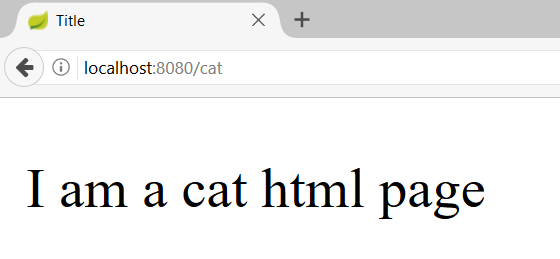 Title
localhost:8080/cat
I am a cat html page